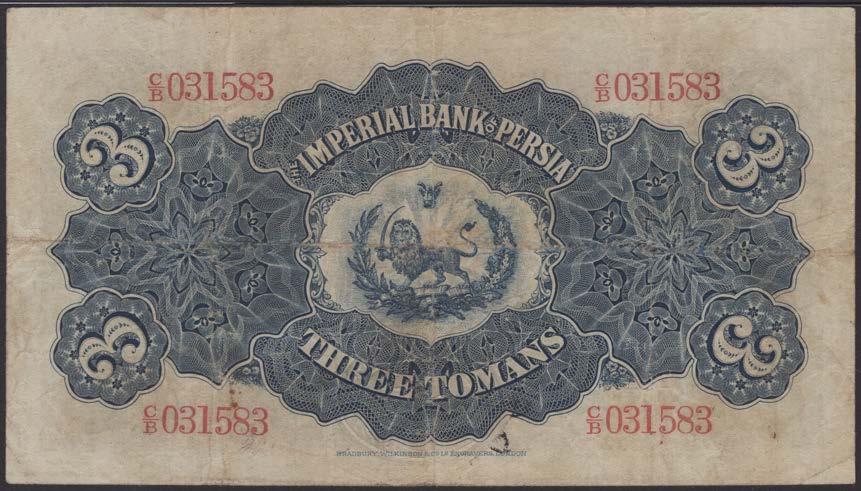 C/B 031583 C/B 031583
THE IMPERIAL BANK OF PERSIA
3 3
THREE TOMANS
3 3
C/B 031583 C/B 031583
BRADBURY, WILKINSON & Co Ld ENGRAVERS, LONDON